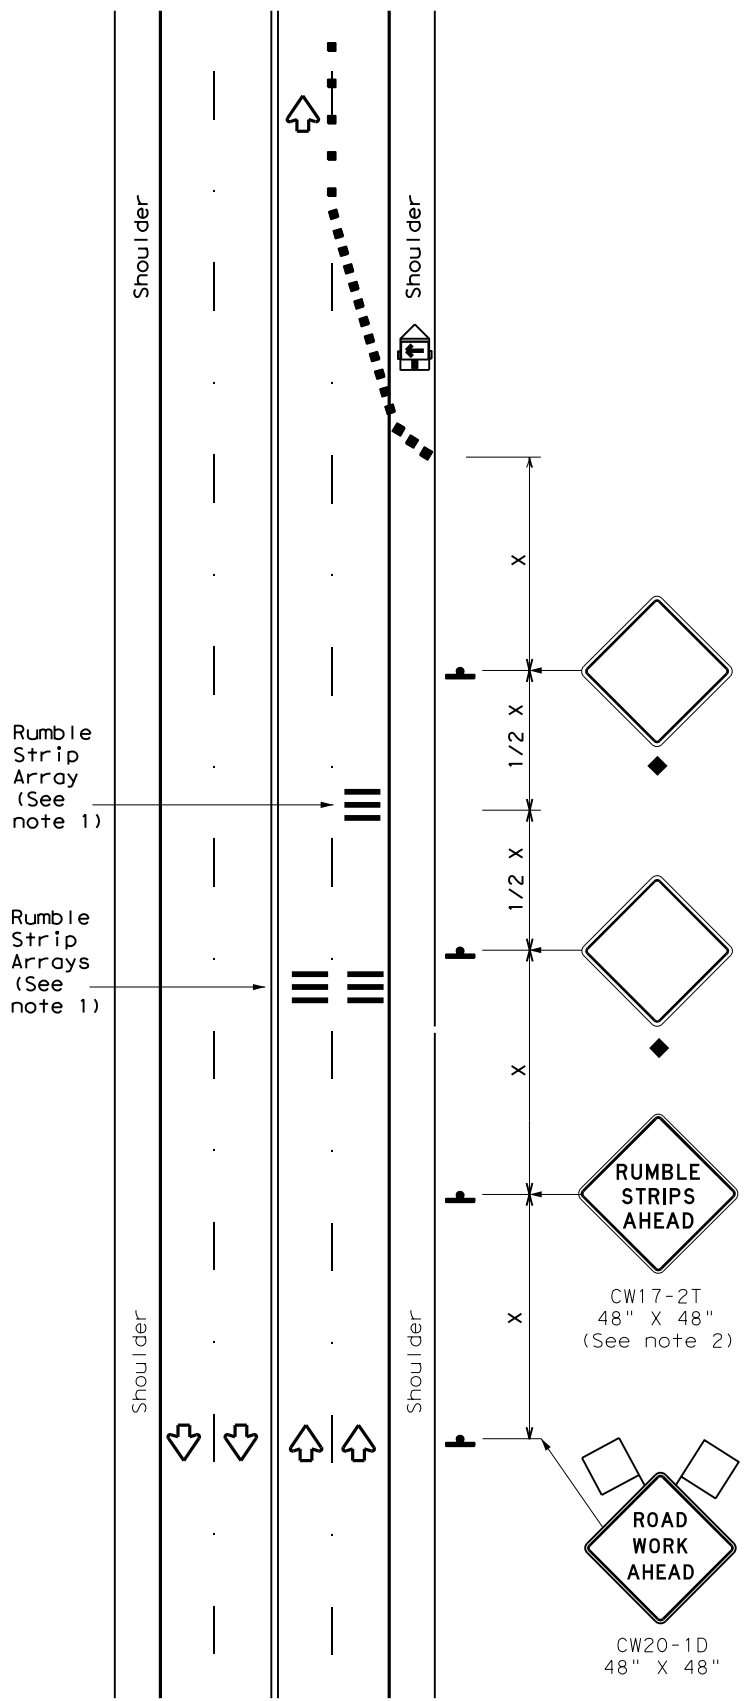 Shoulder
Shoulder
X
1/2 X
Rumble
Strip
Array
(See
note 1)
1/2 X
Rumble
Strip
Arrays
(See
note 1)
X
RUMBLE
STRIPS
AHEAD
CW17-2T
48" X 48"
(See note 2)
X
Shoulder
Shoulder
ROAD
WORK
AHEAD
CW20-1D
48" X 48"